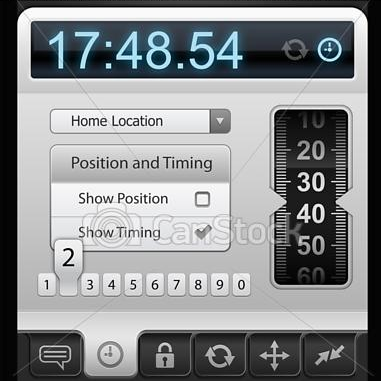 17:48.54
Home Location
Position and Timing
Show Position
Show Timing
CanStock
2
1 3 4 5 6 7 8 9 0
10
20
30
40
50
60